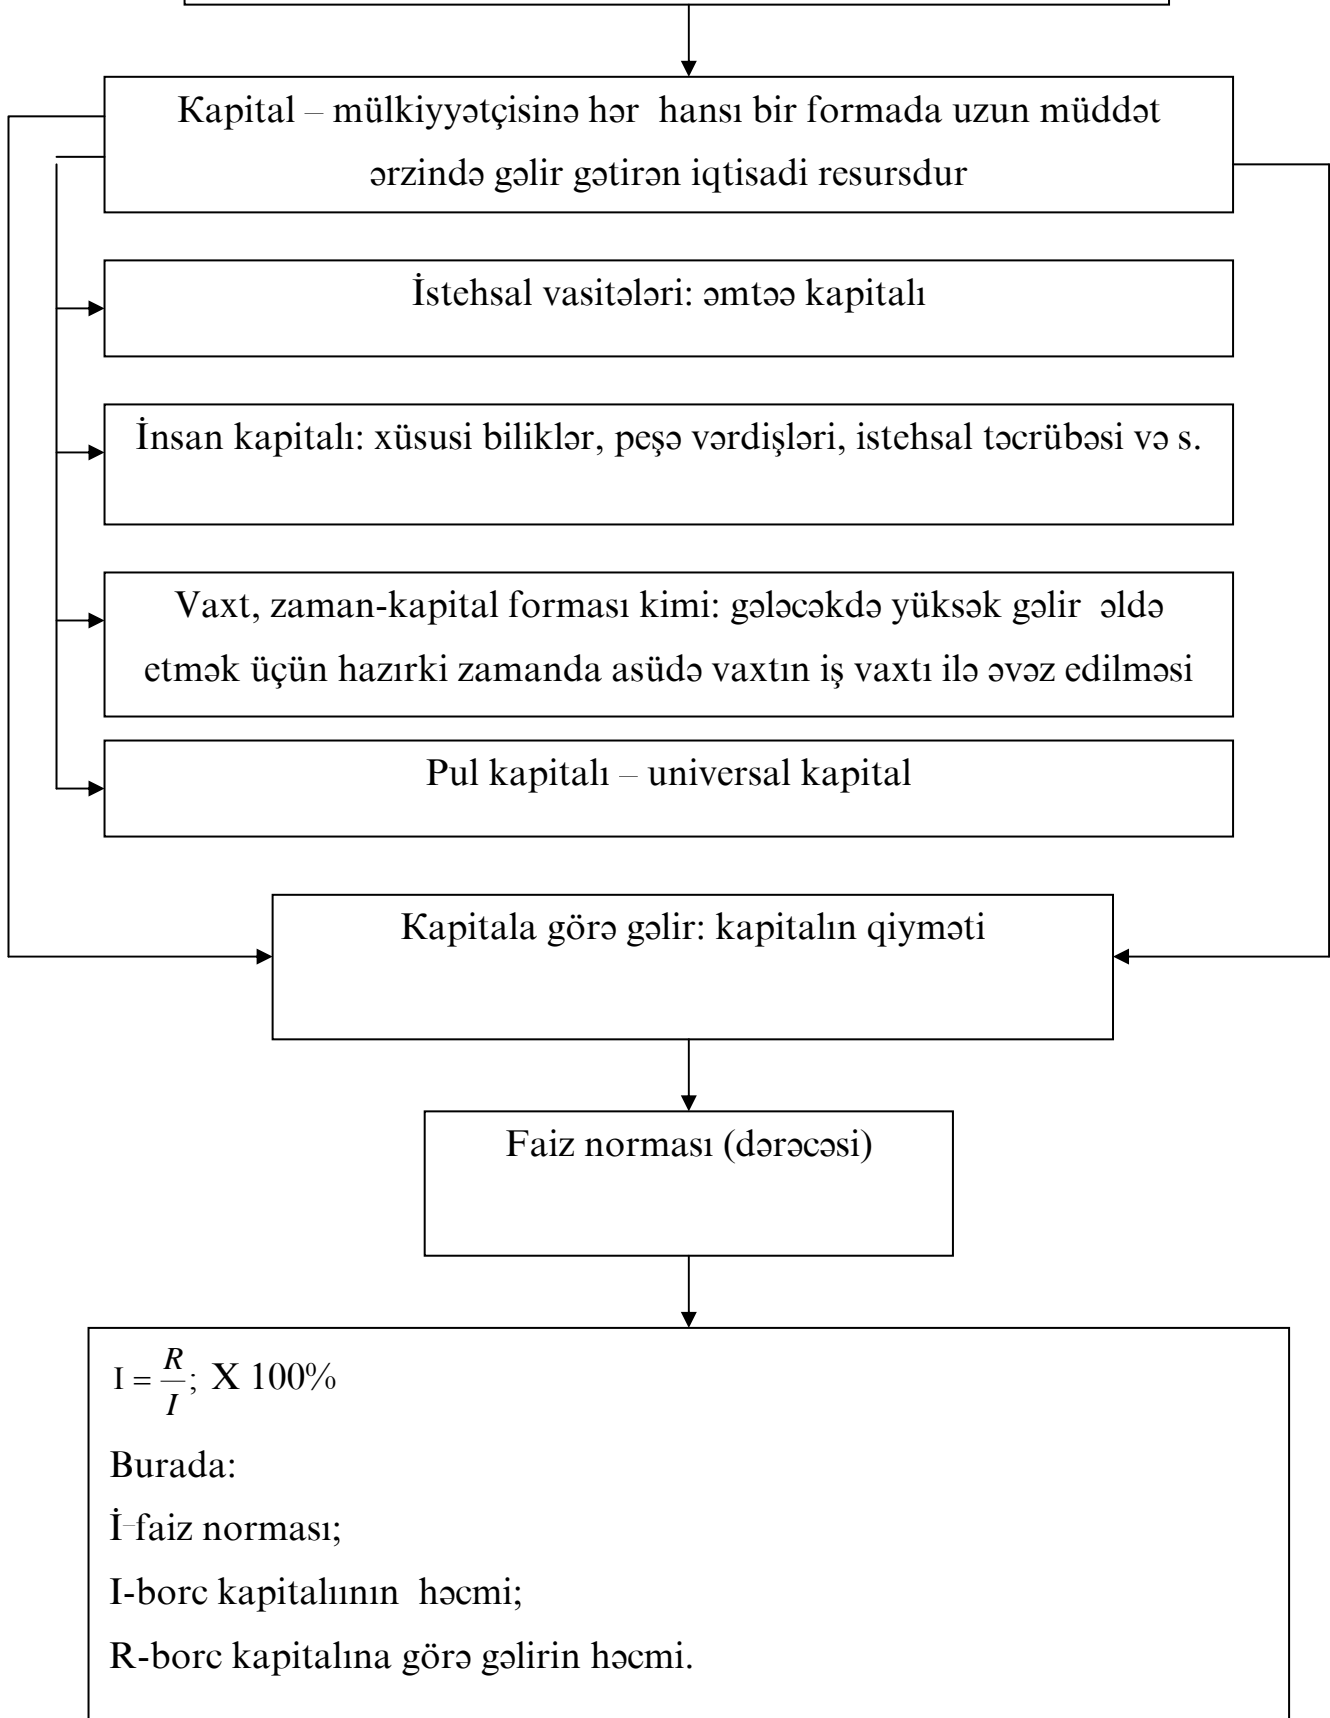 Kapital – mülkiyyətçisinə hər hansı bir formada uzun müddət
ərzində gəlir gətirən iqtisadi resursdur
İstehsal vasitələri: əmtəə kapitalı
İnsan kapitalı: xüsusi biliklər, peşə vərdişləri, istehsal təcrübəsi və s.
Vaxt, zaman-kapital forması kimi: gələcəkdə yüksək gəlir əldə
etmək üçün hazırki zamanda asüdə vaxtın iş vaxtı ilə əvəz edilməsi
Pul kapitalı – universal kapital
Kapitala görə gəlir: kapitalın qiyməti
Faiz norması (dərəcəsi)
I = R/I; X 100%
Burada:
İ-faiz norması;
I-borc kapitalıının həcmi;
R-borc kapitalına görə gəlirin həcmi.